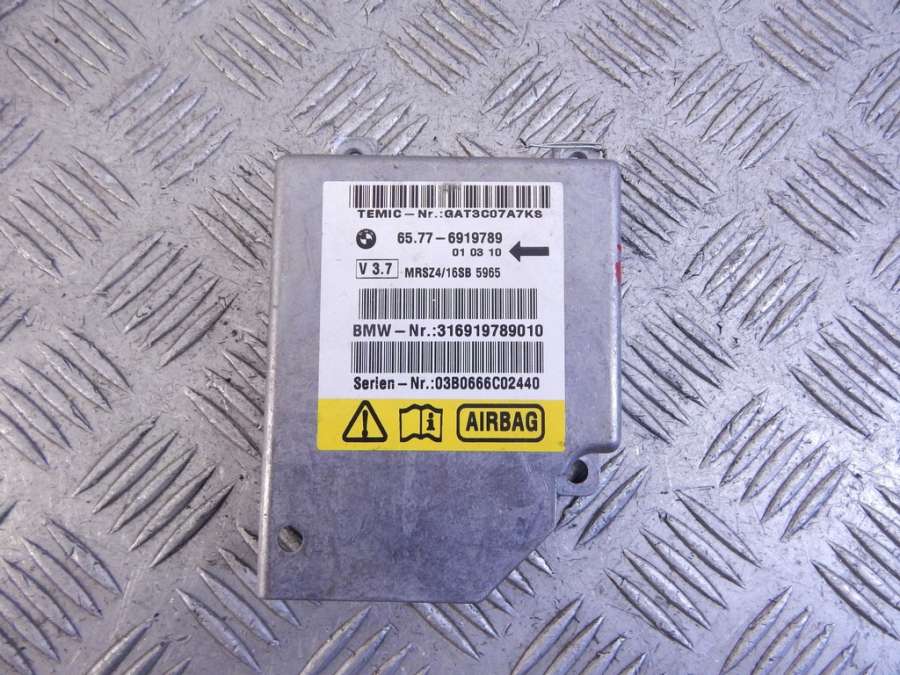 TEMIC-Nr.:GAT3C07A7KS
65.77-6919789
01 03 10
V 3.7 MRSZ4/16SB 5965
BMW-Nr.:316919789010
Serien-Nr.:03B0666C02440
AIRBAG